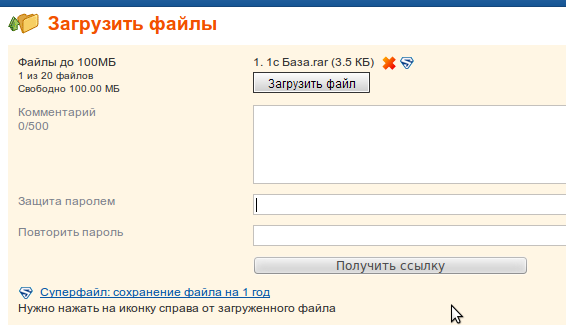 Загрузить файлы
Файлы до 100МБ
1 из 20 файлов
Свободно 100.00 МБ
1. 1с База.rar (3.5 КБ)
Загрузить файл
Комментарий
0/500
Защита паролем
Повторить пароль
Получить ссылку
Суперфайл: сохранение файла на 1 год
Нужно нажать на иконку справа от загруженного файла